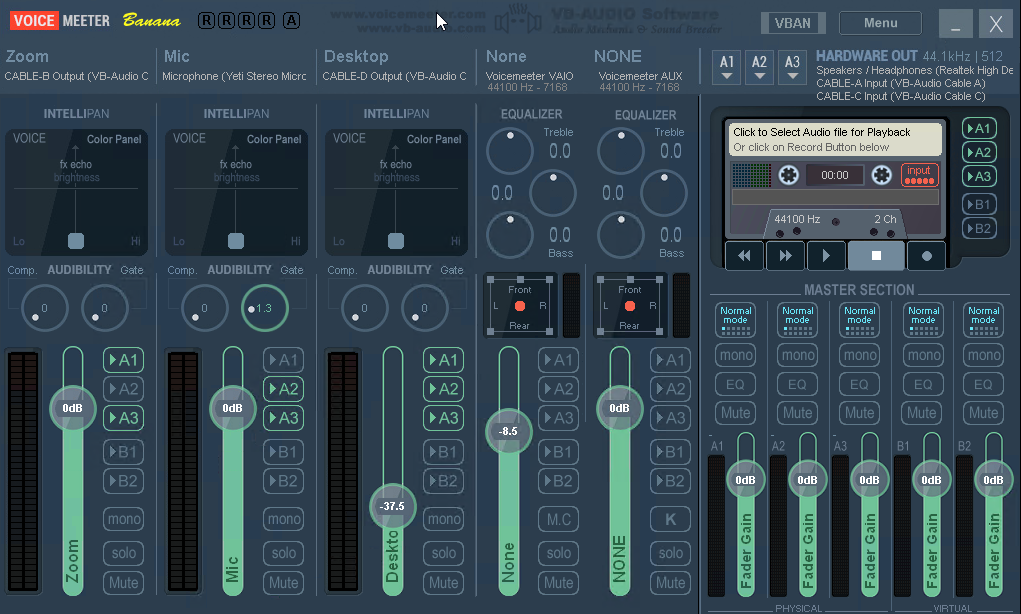 VOICE MEETER Banana R R R R A
www.voicemeeter.com
www.vb-audio.com
VB-AUDIO Software
Audio Mechanic & Sound Breeder
VBAN
Menu
_ X
Zoom
CABLE-B Output (VB-Audio C
Mic
Microphone (Yeti Stereo Micro
Desktop
CABLE-D Output (VB-Audio C
None
Voicemeeter VAIO
44100 Hz - 7168
NONE
Voicemeeter AUX
44100 Hz - 7168
A1 A2 A3
HARDWARE OUT 44.1kHz | 512
Speakers / Headphones (Realtek High De
CABLE-A Input (VB-Audio Cable A)
CABLE-C Input (VB-Audio Cable C)
INTELLIPAN
VOICE Color Panel
fx echo
brightness
Lo Hi
Comp. AUDIBILITY Gate
0 0
INTELLIPAN
VOICE Color Panel
fx echo
brightness
Lo Hi
Comp. AUDIBILITY Gate
0 1.3
INTELLIPAN
VOICE Color Panel
fx echo
brightness
Lo Hi
Comp. AUDIBILITY Gate
0 0
EQUALIZER
Treble
0.0
0.0
0.0
Bass
Front
L R
Rear
EQUALIZER
Treble
0.0
0.0
0.0
Bass
Front
L R
Rear
Click to Select Audio file for Playback
Or click on Record Button below
00:00
input
44100 Hz 2 Ch
A1
A2
A3
B1
B2
0dB
Zoom
A1
A2
A3
B1
B2
mono
solo
Mute
0dB
Mic
A1
A2
A3
B1
B2
mono
solo
Mute
-37.5
Deskto
A1
A2
A3
B1
B2
mono
solo
Mute
-8.5
None
A1
A2
A3
B1
B2
M.C
solo
Mute
0dB
NONE
A1
A2
A3
B1
B2
K
solo
Mute
MASTER SECTION
Normal mode Normal mode Normal mode Normal mode Normal mode
mono mono mono mono mono
EQ EQ EQ EQ EQ
Mute Mute Mute Mute Mute
A1 A2 A3 B1 B2
0dB 0dB 0dB 0dB 0dB
Fader Gain Fader Gain Fader Gain Fader Gain Fader Gain
PHYSICAL VIRTUAL